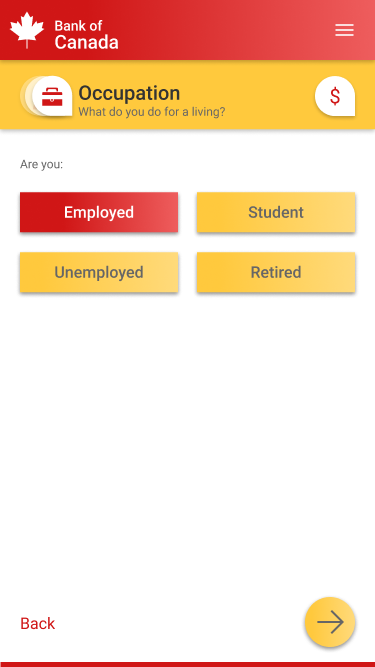 Bank of
Canada
Occupation
What do you do for a living?
$
Are you:
Employed
Student
Unemployed
Retired
Back